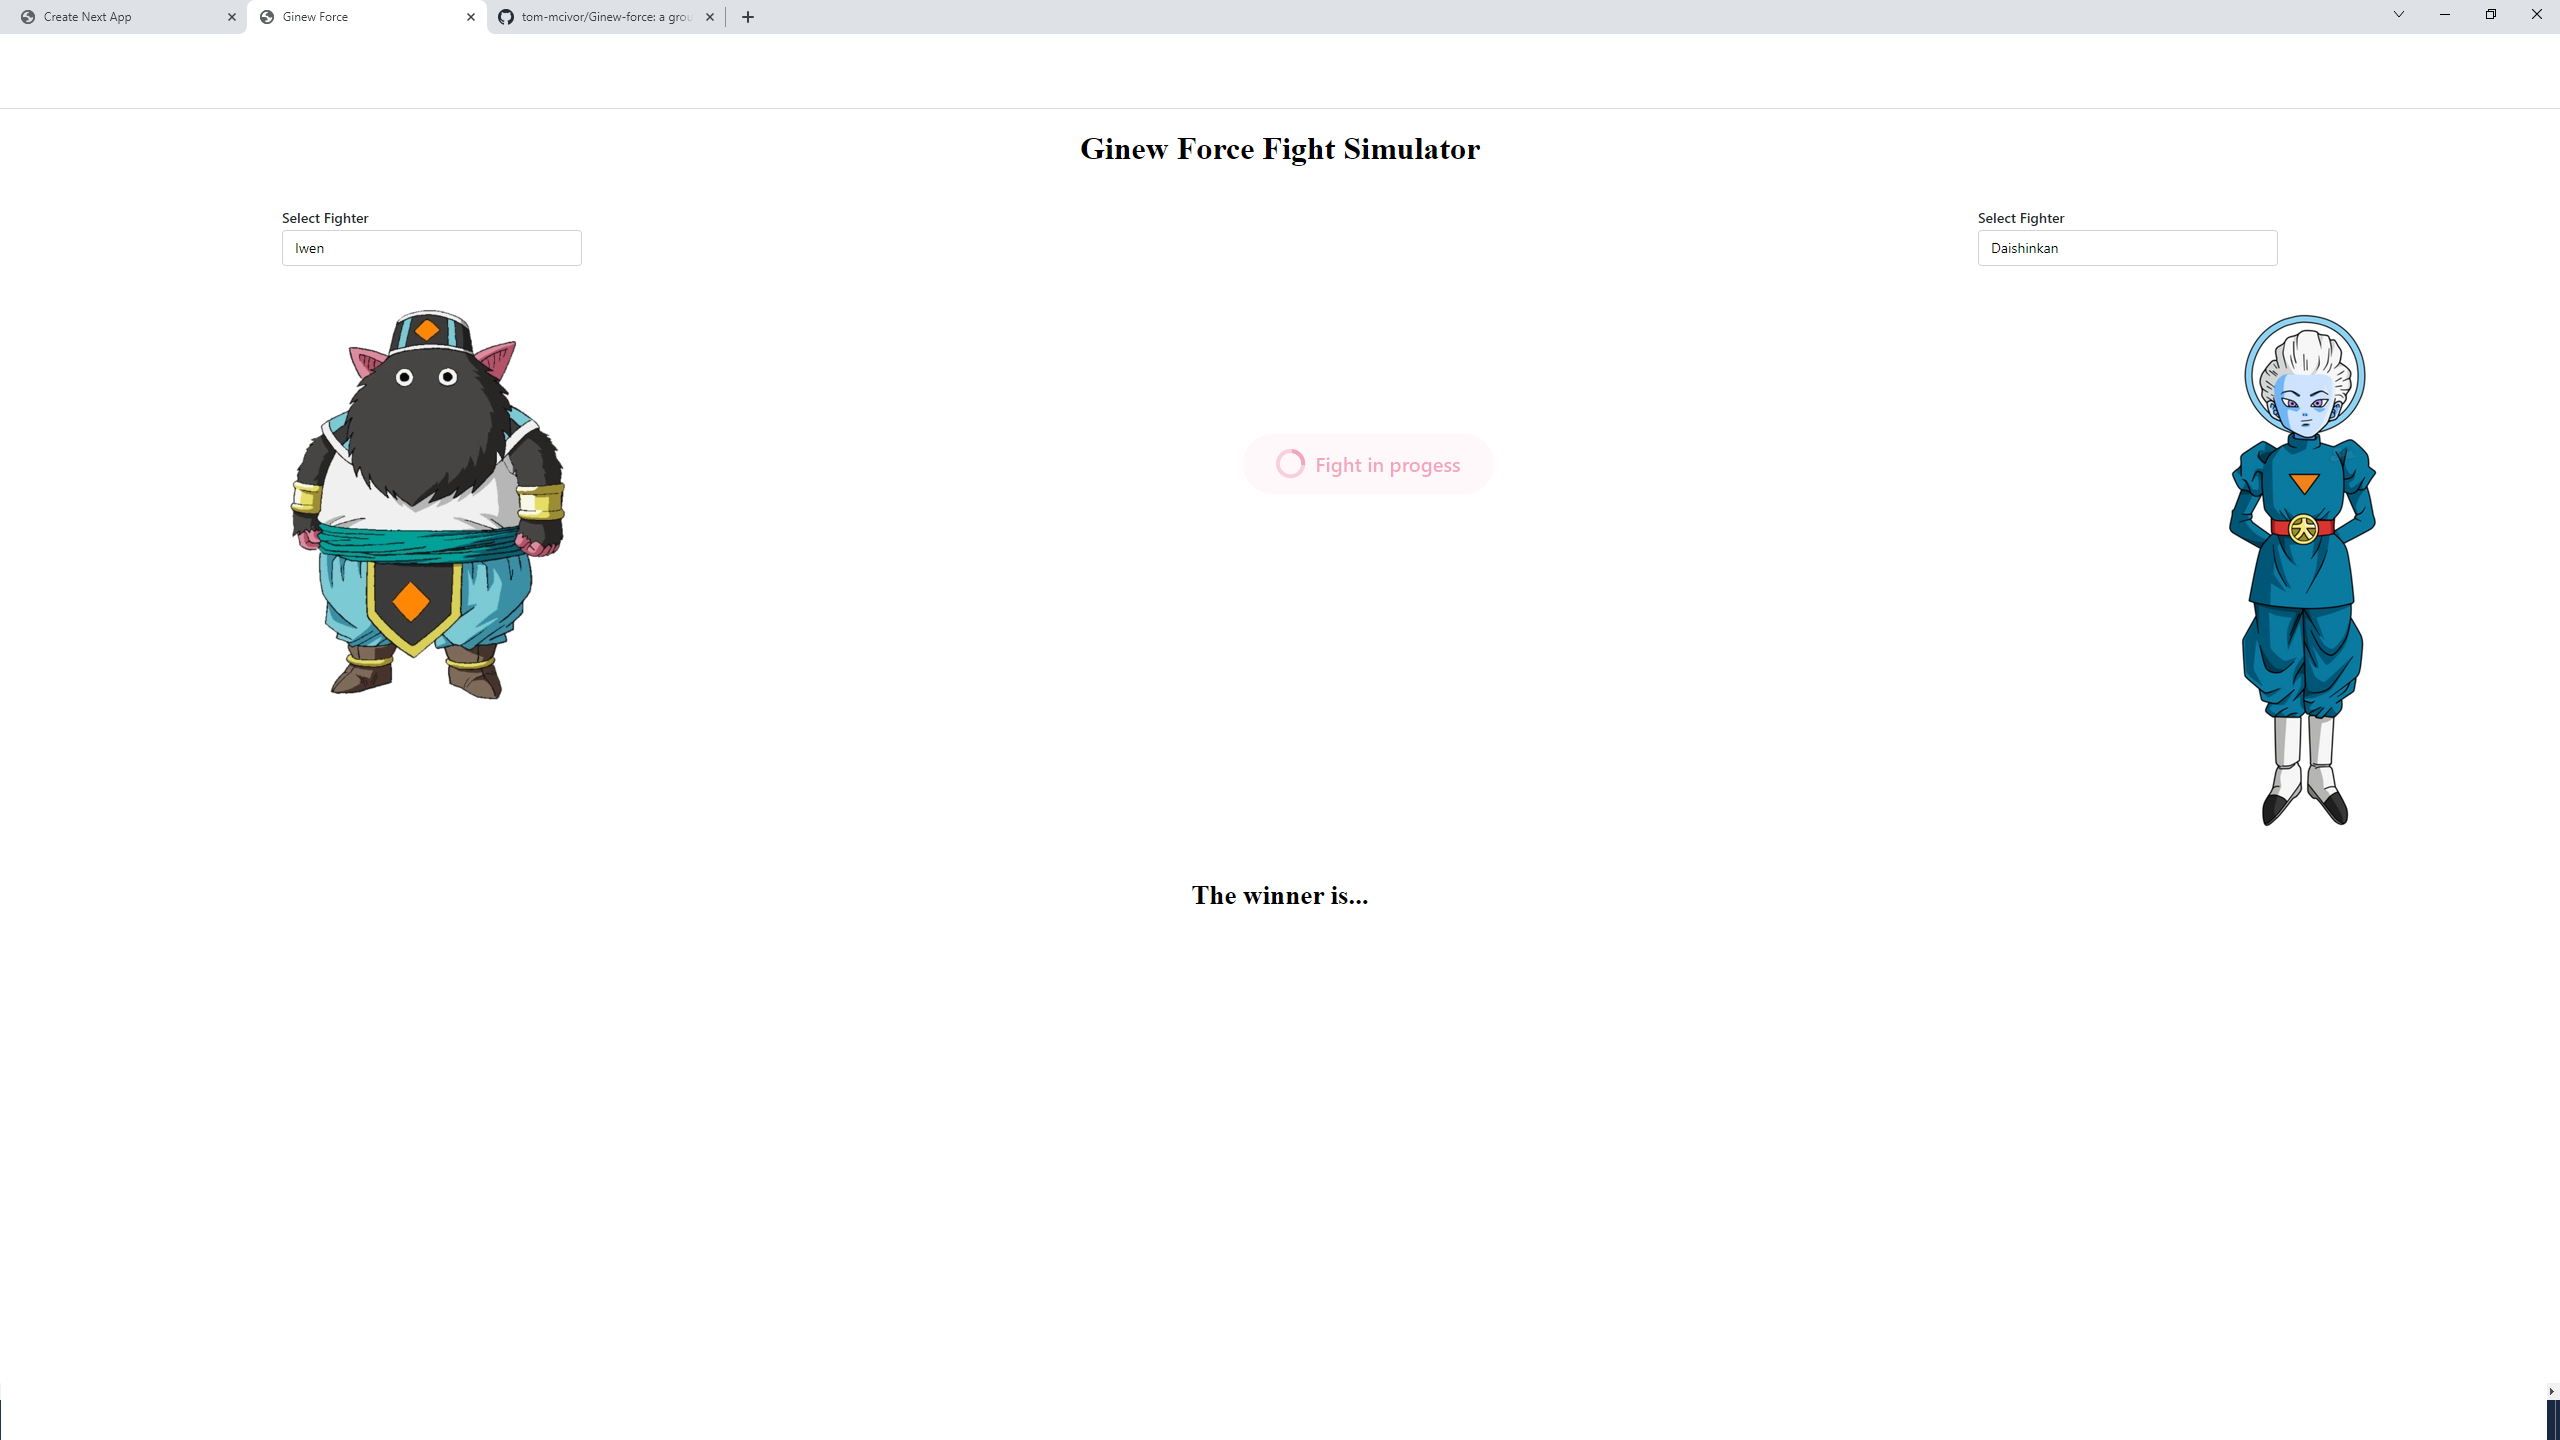 Create Next App
Ginew Force
tom-mcivor/Ginew-force: a grou
Ginew Force Fight Simulator
Select Fighter
Select Fighter
Iwen
Daishinkan
大
Fight in progess
The winner is...